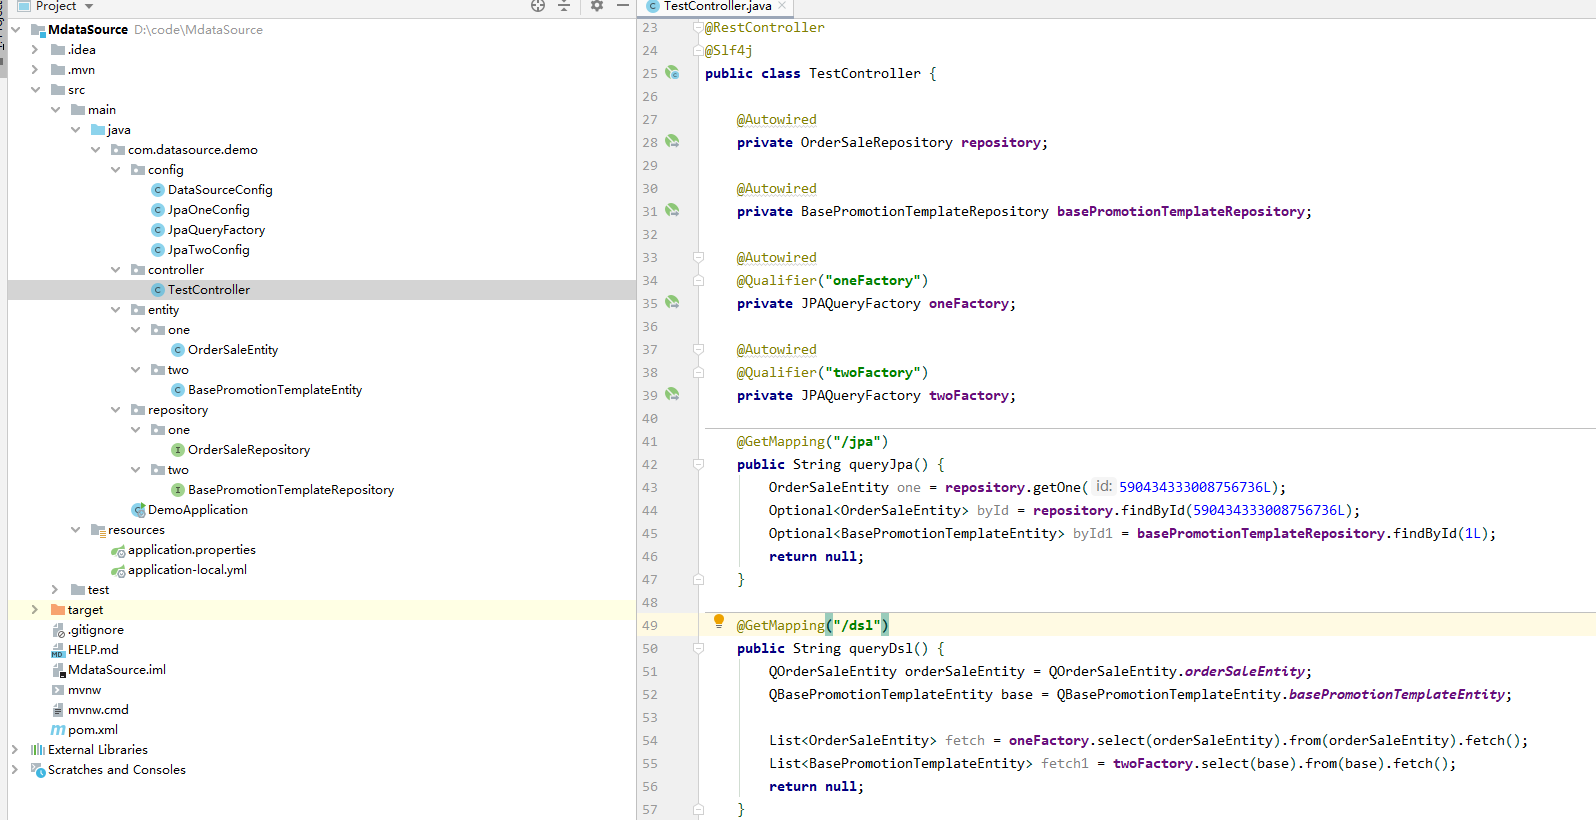 Project
MdataSource D:\code\MdataSource
.idea
.mvn
src
main
java
com.datasource.demo
config
DataSourceConfig
JpaOneConfig
JpaQueryFactory
JpaTwoConfig
controller
TestController
entity
one
OrderSaleEntity
two
BasePromotionTemplateEntity
repository
one
OrderSaleRepository
two
BasePromotionTemplateRepository
DemoApplication
resources
application.properties
application-local.yml
test
target
.gitignore
HELP.md
MdataSource.iml
mvnw
mvnw.cmd
pom.xml
External Libraries
Scratches and Consoles
TestController.java
23 @RestController
24 @Slf4j
25 public class TestController {
26
27 @Autowired
28 private OrderSaleRepository repository;
29
30 @Autowired
31 private BasePromotionTemplateRepository basePromotionTemplateRepository;
32
33 @Autowired
34 @Qualifier("oneFactory")
35 private JPAQueryFactory oneFactory;
36
37 @Autowired
38 @Qualifier("twoFactory")
39 private JPAQueryFactory twoFactory;
40
41 @GetMapping("/jpa")
42 public String queryJpa() {
43 OrderSaleEntity one = repository.getOne( id: 590434333008756736L);
44 Optional<OrderSaleEntity> byId = repository.findById(590434333008756736L);
45 Optional<BasePromotionTemplateEntity> byId1 = basePromotionTemplateRepository.findById(1L);
46 return null;
47 }
48
49 @GetMapping("/dsl")
50 public String queryDsl() {
51 QOrderSaleEntity orderSaleEntity = QOrderSaleEntity.orderSaleEntity;
52 QBasePromotionTemplateEntity base = QBasePromotionTemplateEntity.basePromotionTemplateEntity;
53
54 List<OrderSaleEntity> fetch = oneFactory.select(orderSaleEntity).from(orderSaleEntity).fetch();
55 List<BasePromotionTemplateEntity> fetch1 = twoFactory.select(base).from(base).fetch();
56 return null;
57 }